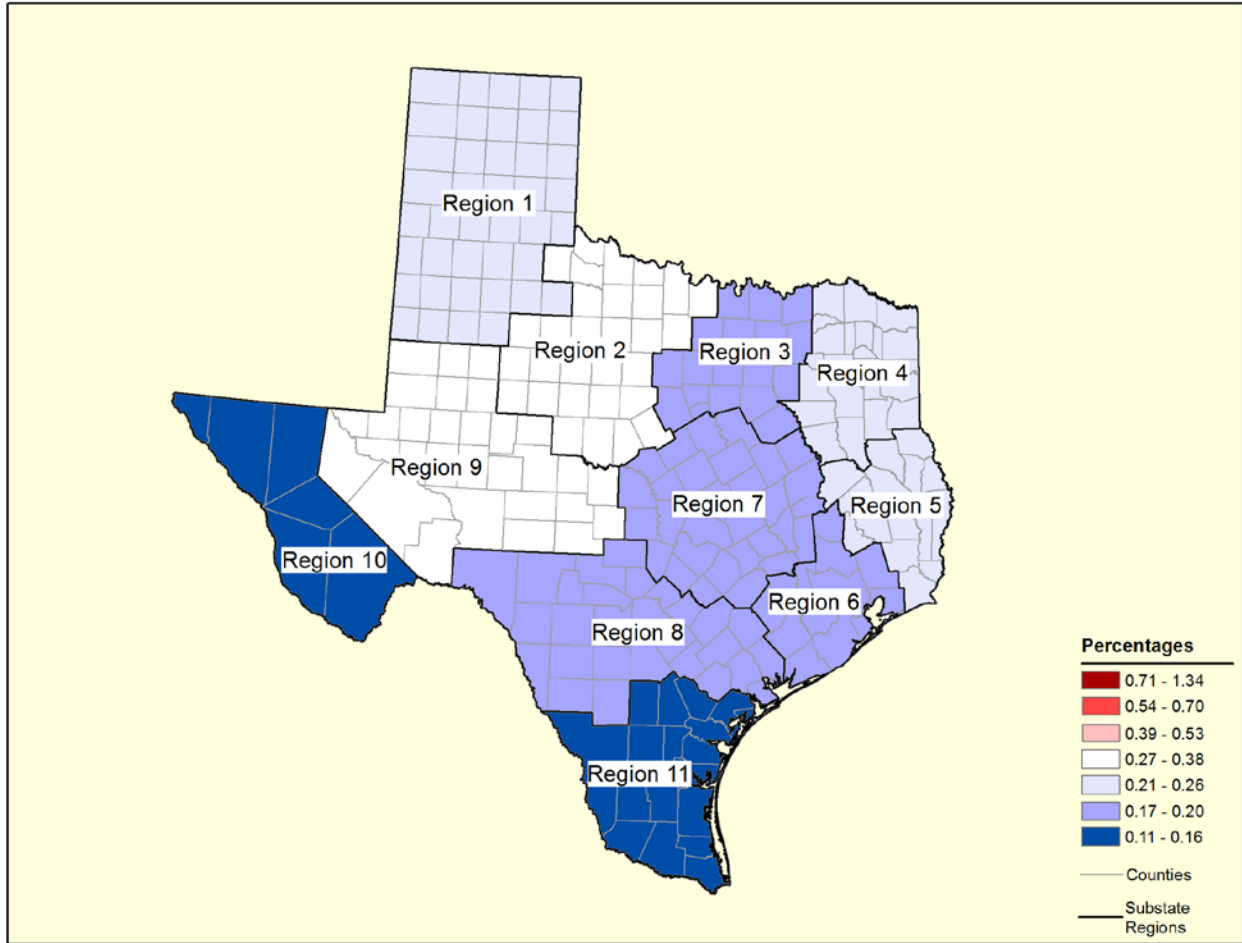 Region 1
Region 2
Region 3
Region 4
Region 9
Region 7
Region 5
Region 10
Region 6
Region 8
Region 11
Percentages
0.71 - 1.34
0.54 - 0.70
0.39 - 0.53
0.27 - 0.38
0.21 - 0.26
0.17 - 0.20
0.11 - 0.16
Counties
Substate
Regions